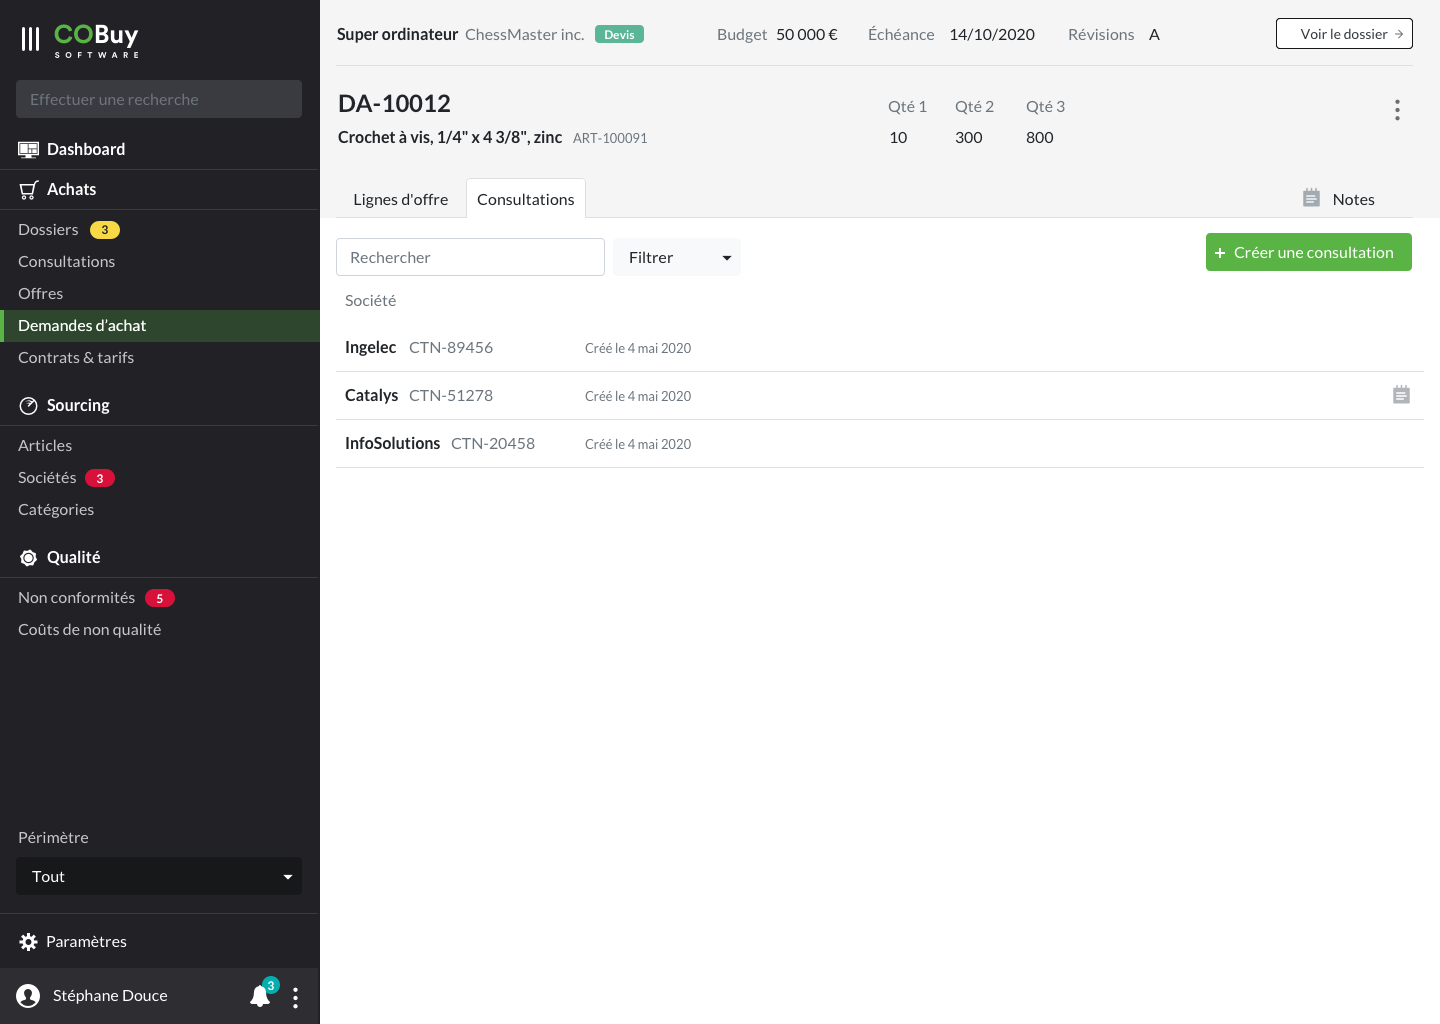 COBuy
SOFTWARE
Effectuer une recherche
Dashboard
Achats
Dossiers 3
Consultations
Offres
Demandes d’achat
Contrats & tarifs
Sourcing
Articles
Sociétés 3
Catégories
Qualité
Non conformités 5
Coûts de non qualité
Périmètre
Tout
Paramètres
Stéphane Douce 3
Super ordinateur ChessMaster inc. Devis Budget 50 000 € Échéance 14/10/2020 Révisions A Voir le dossier →
DA-10012 Qté 1 Qté 2 Qté 3
Crochet à vis, 1/4" x 4 3/8", zinc ART-100091 10 300 800
Lignes d'offre Consultations Notes
Rechercher Filtrer + Créer une consultation
Société
Ingelec CTN-89456 Créé le 4 mai 2020
Catalys CTN-51278 Créé le 4 mai 2020
InfoSolutions CTN-20458 Créé le 4 mai 2020